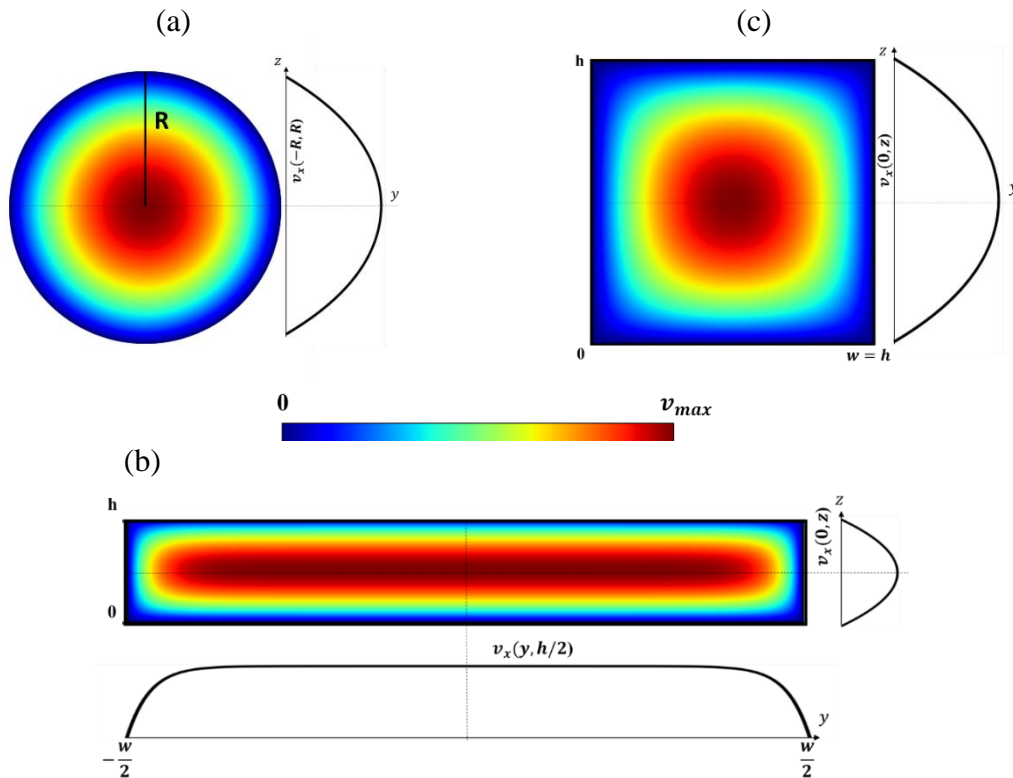 (a)
z
R
v_x(-R, R)
y
(c)
h
z
v_x(0, z)
y
0
w = h
0
v_max
(b)
h
0
z
v_x(0, z)
v_x(y, h/2)
y
-w/2
w/2